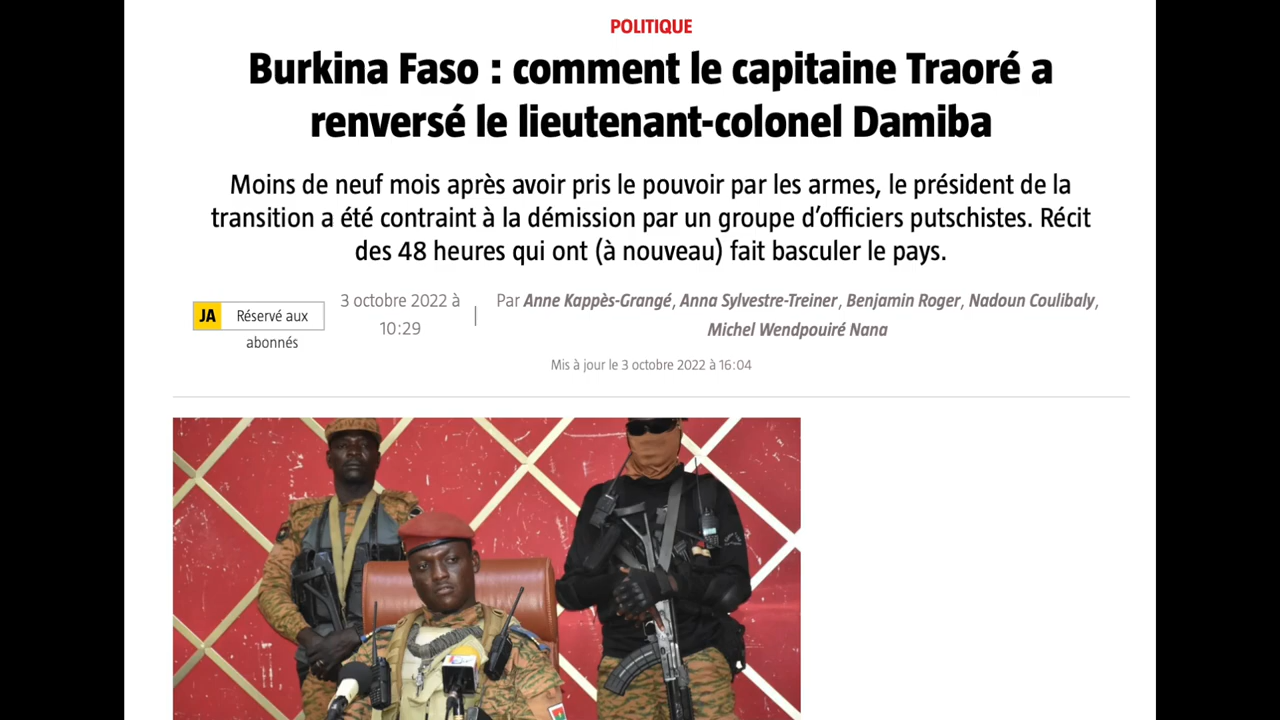 POLITIQUE
Burkina Faso : comment le capitaine Traoré a
renversé le lieutenant-colonel Damiba
Moins de neuf mois après avoir pris le pouvoir par les armes, le président de la
transition a été contraint à la démission par un groupe d’officiers putschistes. Récit
des 48 heures qui ont (à nouveau) fait basculer le pays.
JA Réservé aux
abonnés
3 octobre 2022 à
10:29
Par Anne Kappès-Grangé, Anna Sylvestre-Treiner, Benjamin Roger, Nadoun Coulibaly,
Michel Wendpouiré Nana
Mis à jour le 3 octobre 2022 à 16:04